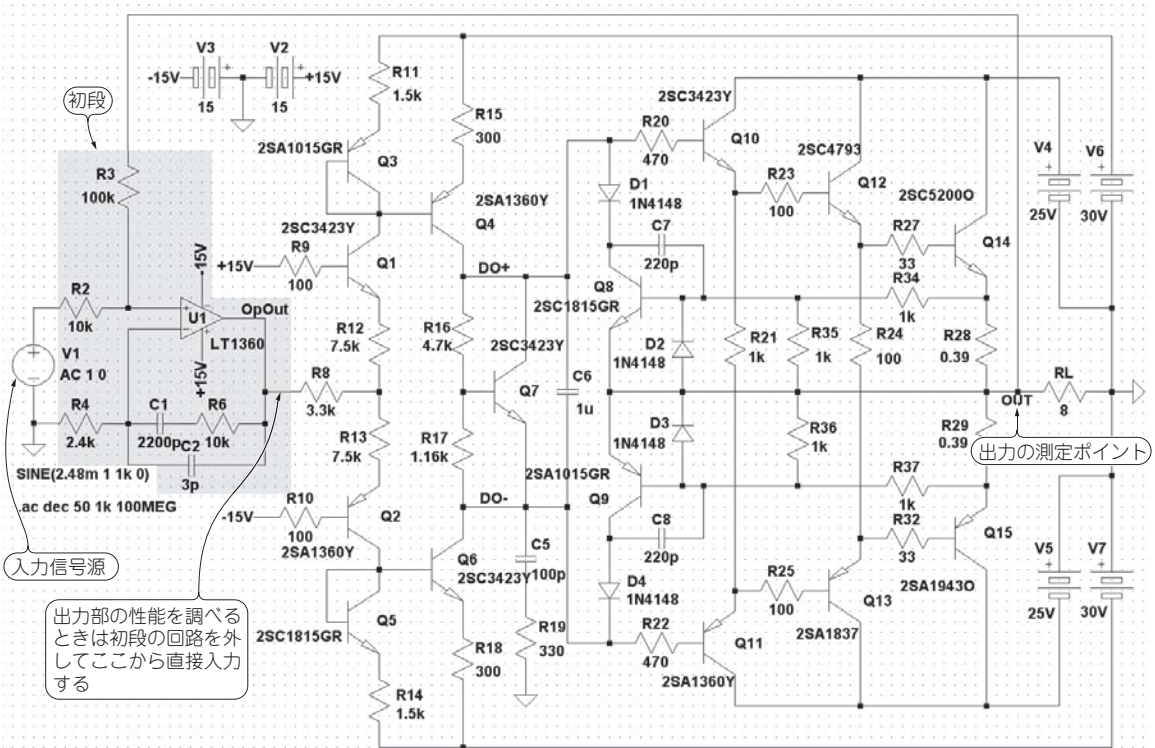 初段
V3
-15V
15
V2
+15V
15
R3
100k
R2
10k
V1
AC 1 0
R4
2.4k
SINE(2.48m 1 1k 0)
.ac dec 50 1k 100MEG
入力信号源
-15V
U1
LT1360
+15V
OpOut
C1
2200p
R6
10k
C2
3p
R8
3.3k
出力部の性能を調べる
ときは初段の回路を外
してここから直接入力
する
R11
1.5k
2SA1015GR
Q3
2SC3423Y
+15V
R9
100
Q1
R12
7.5k
R13
7.5k
-15V
R10
100
Q2
2SA1360Y
Q5
2SC1815GR
R14
1.5k
R15
300
2SA1360Y
Q4
DO+
R16
4.7k
2SC3423Y
Q7
R17
1.16k
DO-
Q6
2SC3423Y
R18
300
C5
100p
R19
330
C6
1u
2SC3423Y
R20
470
Q10
D1
1N4148
C7
220p
Q8
2SC1815GR
D2
1N4148
D3
1N4148
2SA1015GR
Q9
C8
220p
D4
1N4148
R22
470
Q11
2SA1360Y
R21
1k
R35
1k
R36
1k
R24
100
R23
100
2SC4793
Q12
2SC5200O
R27
33
Q14
R34
1k
R28
0.39
R29
0.39
R37
1k
R32
33
Q15
2SA1943O
R25
100
Q13
2SA1837
OUT
RL
8
出力の測定ポイント
V4
25V
V6
30V
V5
25V
V7
30V